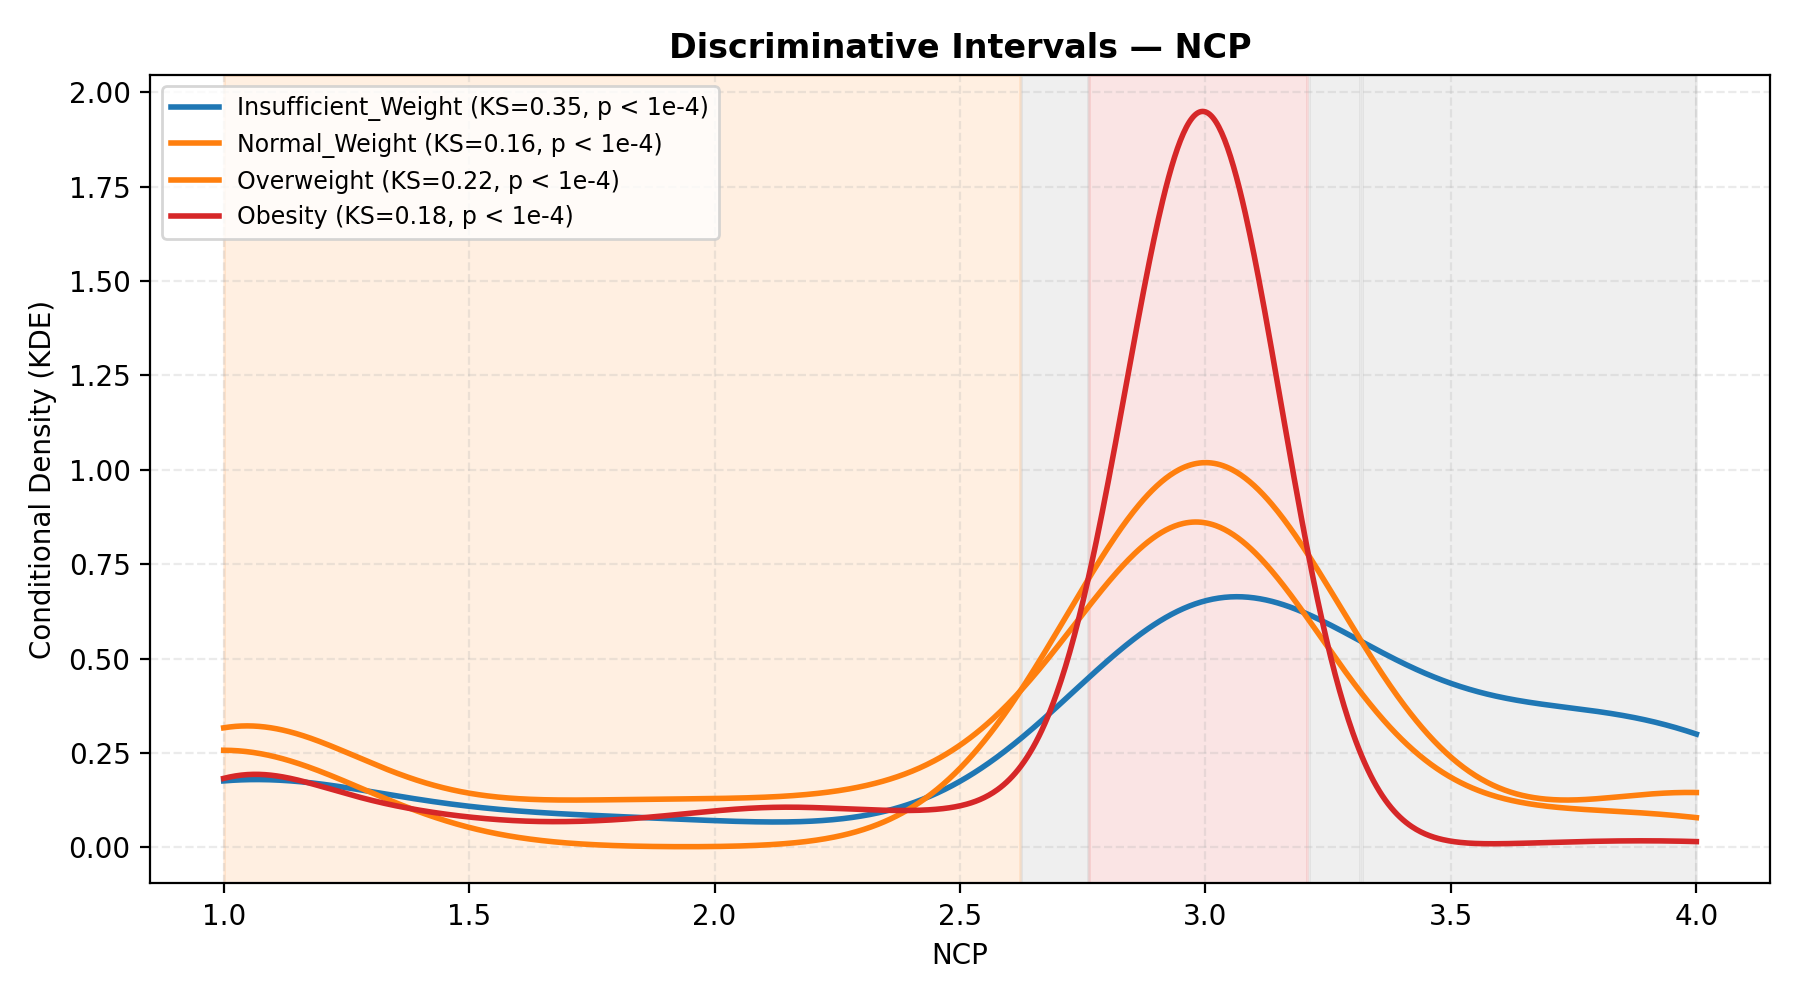 Discriminative Intervals — NCP
Insufficient_Weight (KS=0.35, p < 1e-4)
Normal_Weight (KS=0.16, p < 1e-4)
Overweight (KS=0.22, p < 1e-4)
Obesity (KS=0.18, p < 1e-4)
Conditional Density (KDE)
2.00
1.75
1.50
1.25
1.00
0.75
0.50
0.25
0.00
1.0 1.5 2.0 2.5 3.0 3.5 4.0
NCP